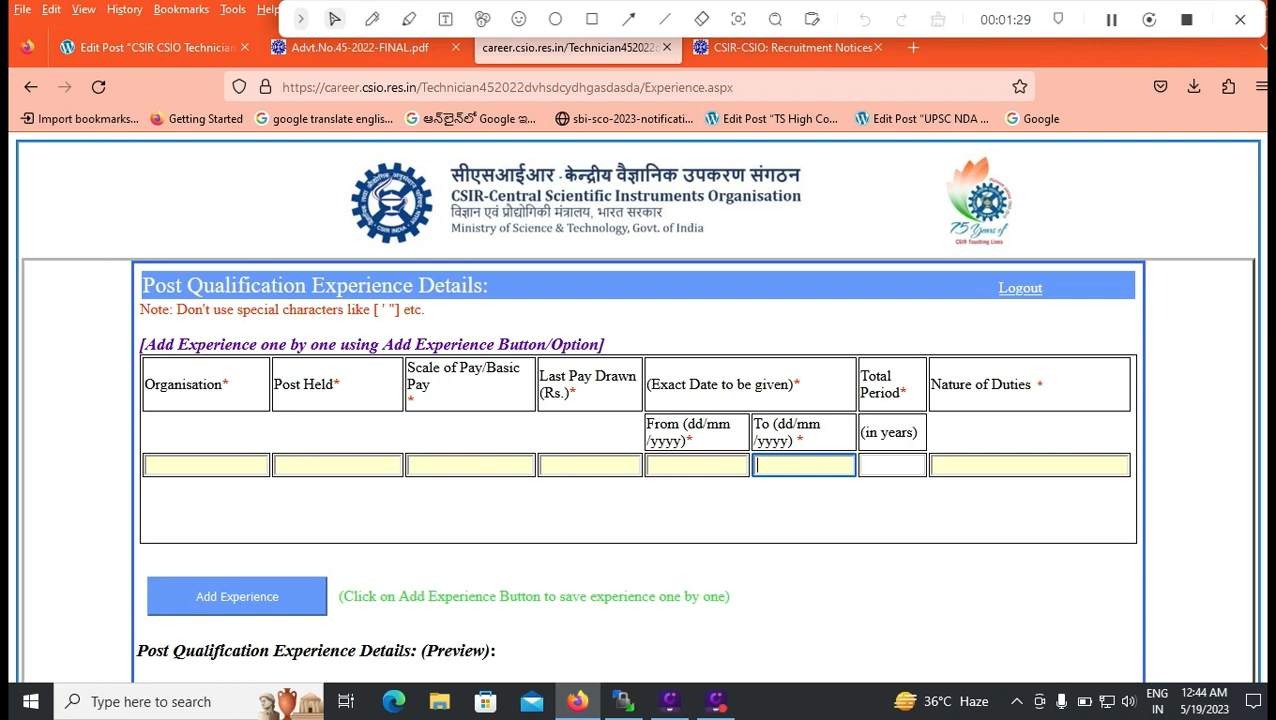 File Edit View History Bookmarks Tools Help
00:01:29
Edit Post "CSIR CSIO Technician
Advt.No.45-2022-FINAL.pdf
career.csio.res.in/Technician452022d
CSIR-CSIO: Recruitment Notices
https://career.csio.res.in/Technician452022dvhsdcydhgasdasda/Experience.aspx
Import bookmarks...
Getting Started
google translate englis...
ఆన్‌లైన్‌లో Google ఇ...
sbi-sco-2023-notificati...
Edit Post "TS High Co...
Edit Post "UPSC NDA ...
Google
सीएसआईआर - केन्द्रीय वैज्ञानिक उपकरण संगठन
CSIR-Central Scientific Instruments Organisation
विज्ञान एवं प्रौद्योगिकी मंत्रालय, भारत सरकार
Ministry of Science & Technology, Govt. of India
CSIR INDIA
75 Years of
CSIR Touching Lives
Post Qualification Experience Details:
Logout
Note: Don't use special characters like [ ' "] etc.
[Add Experience one by one using Add Experience Button/Option]
Organisation*
Post Held*
Scale of Pay/Basic
Pay
*
Last Pay Drawn
(Rs.)*
(Exact Date to be given)*
Total
Period*
Nature of Duties *
From (dd/mm
/yyyy)*
To (dd/mm
/yyyy) *
(in years)
Add Experience
(Click on Add Experience Button to save experience one by one)
Post Qualification Experience Details: (Preview):
Type here to search
36°C Haze
ENG
IN
12:44 AM
5/19/2023